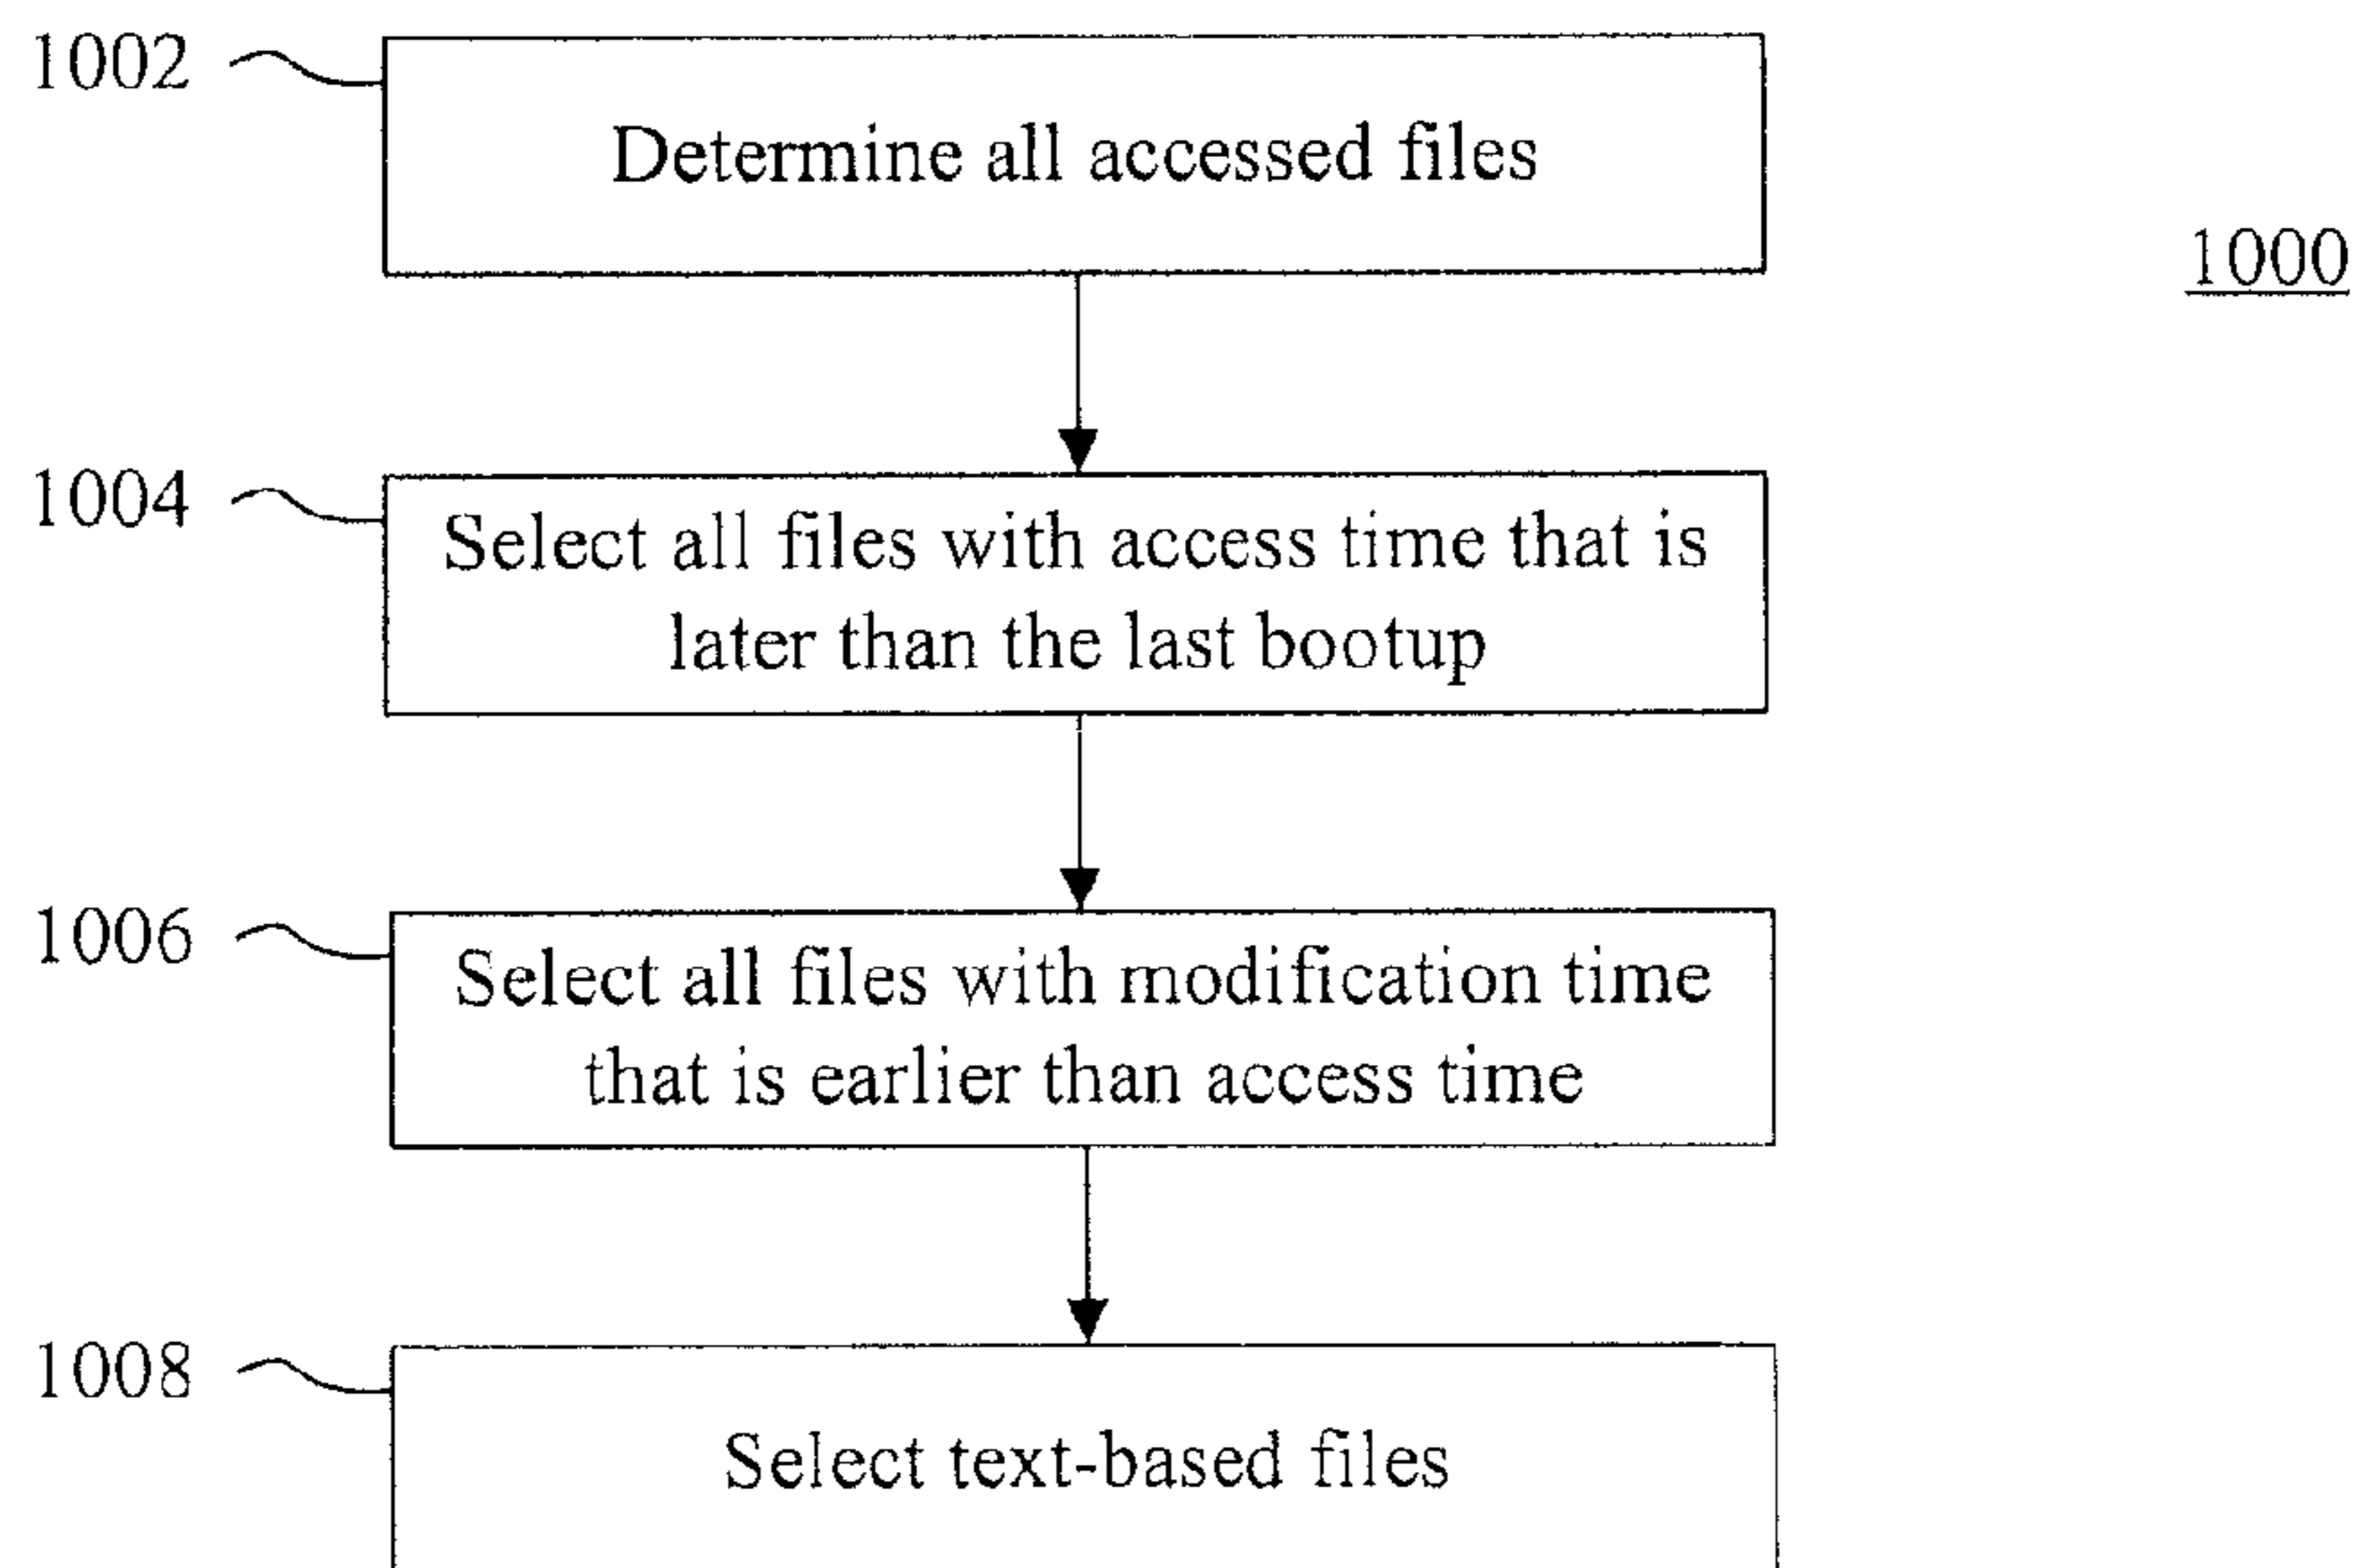 1002
Determine all accessed files
1000
1004
Select all files with access time that is
later than the last bootup
1006
Select all files with modification time
that is earlier than access time
1008
Select text-based files